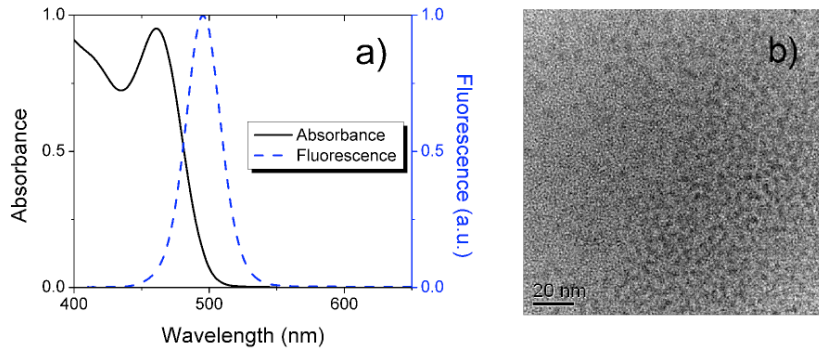 a)
Absorbance
1.0
0.5
0.0
400
500
600
Wavelength (nm)
1.0
0.5
0.0
Fluorescence (a.u.)
Absorbance
Fluorescence
b)
20 nm